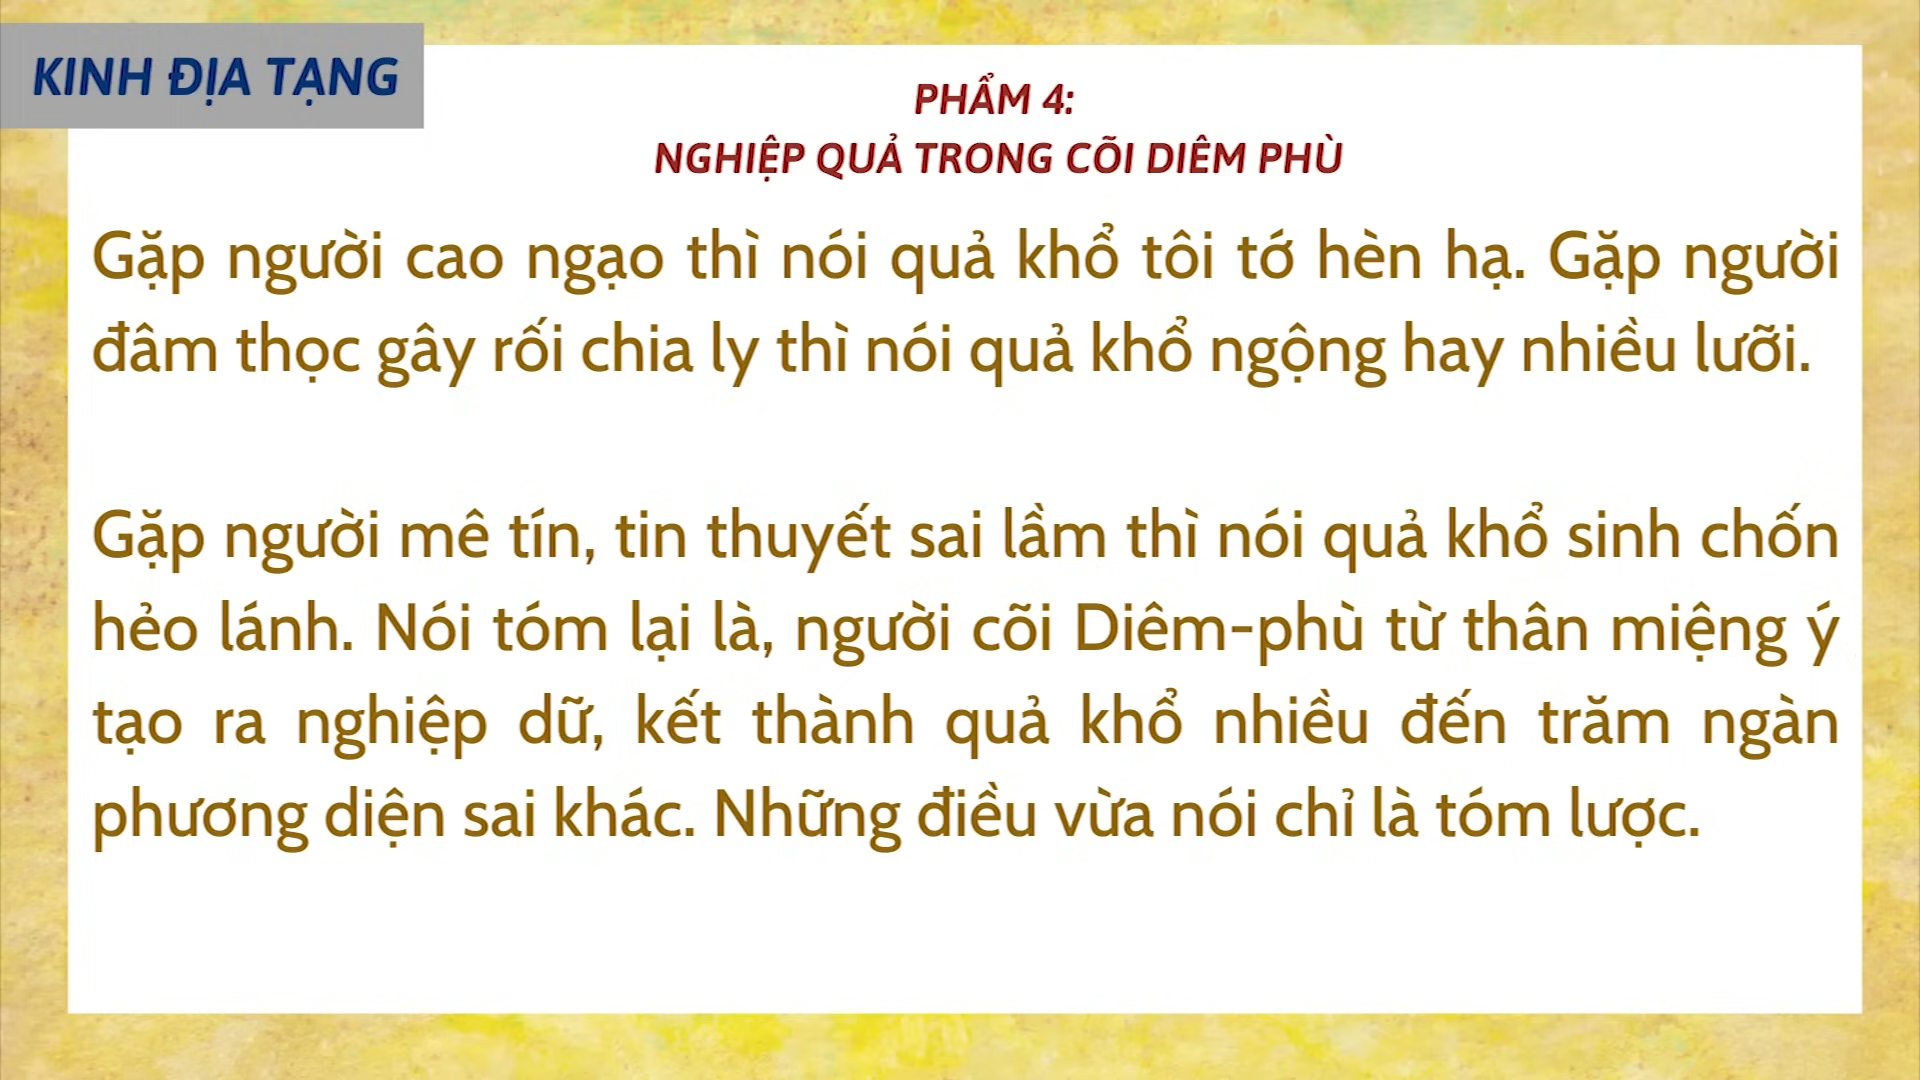 KINH ĐỊA TẠNG
PHẨM 4:
NGHIỆP QUẢ TRONG CÕI DIÊM PHÙ
Gặp người cao ngạo thì nói quả khổ tôi tớ hèn hạ. Gặp người
đâm thọc gây rối chia ly thì nói quả khổ ngộng hay nhiều lưỡi.
Gặp người mê tín, tin thuyết sai lầm thì nói quả khổ sinh chốn
hẻo lánh. Nói tóm lại là, người cõi Diêm-phù từ thân miệng ý
tạo ra nghiệp dữ, kết thành quả khổ nhiều đến trăm ngàn
phương diện sai khác. Những điều vừa nói chỉ là tóm lược.